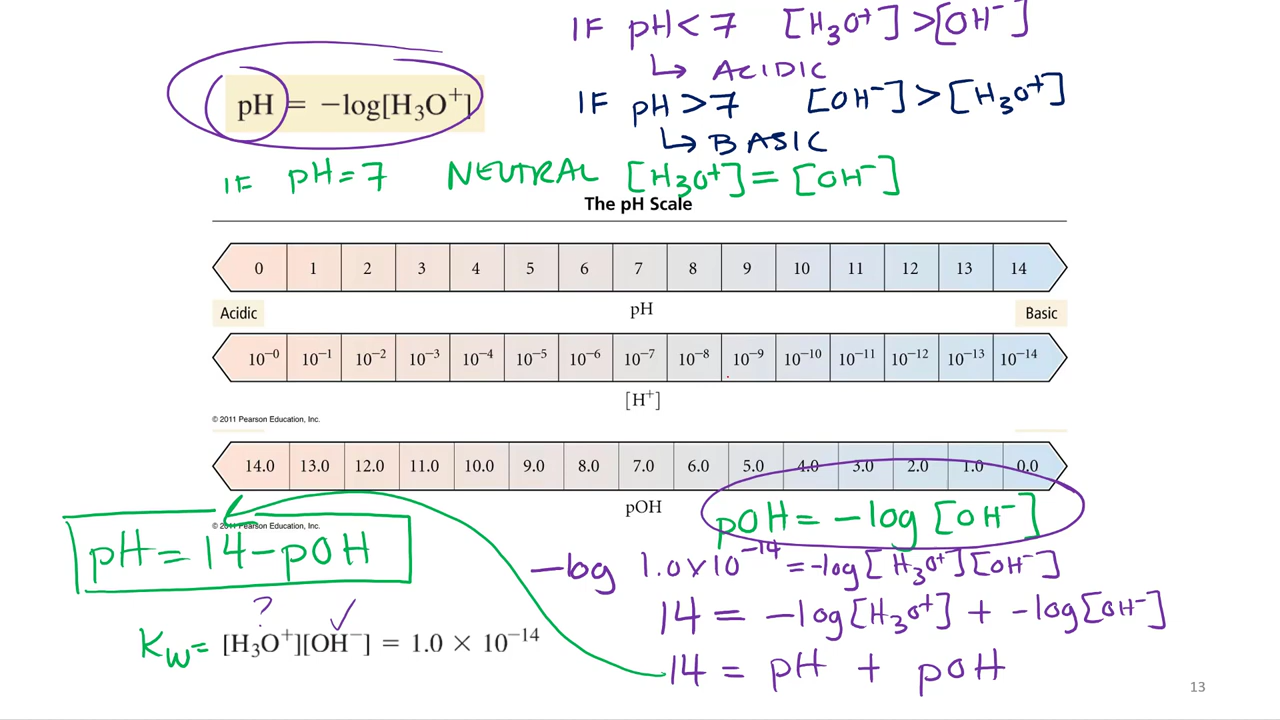 IF pH < 7 [H₃O⁺] > [OH⁻]
↳ ACIDIC
pH = −log[H₃O⁺]
IF pH > 7 [OH⁻] > [H₃O⁺]
↳ BASIC
IF pH = 7 NEUTRAL [H₃O⁺] = [OH⁻]
The pH Scale
0 1 2 3 4 5 6 7 8 9 10 11 12 13 14
Acidic pH Basic
10⁻⁰ 10⁻¹ 10⁻² 10⁻³ 10⁻⁴ 10⁻⁵ 10⁻⁶ 10⁻⁷ 10⁻⁸ 10⁻⁹ 10⁻¹⁰ 10⁻¹¹ 10⁻¹² 10⁻¹³ 10⁻¹⁴
[H⁺]
© 2011 Pearson Education, Inc.
14.0 13.0 12.0 11.0 10.0 9.0 8.0 7.0 6.0 5.0 4.0 3.0 2.0 1.0 0.0
pOH
pOH = −log [OH⁻]
© 2011 Pearson Education, Inc.
pH = 14 − pOH
−log 1.0 × 10⁻¹⁴ = −log [H₃O⁺][OH⁻]
14 = −log [H₃O⁺] + −log [OH⁻]
? ✓
Kw = [H₃O⁺][OH⁻] = 1.0 × 10⁻¹⁴
14 = pH + pOH
13